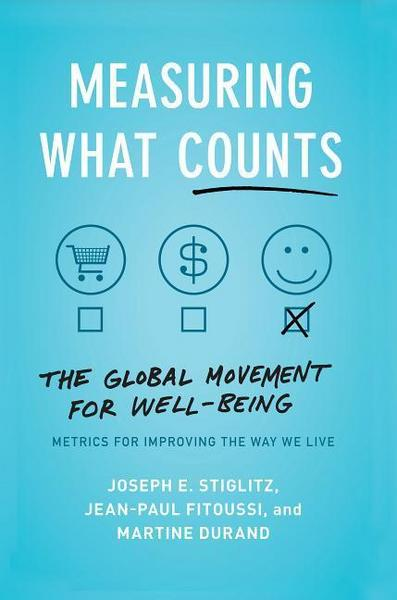 MEASURING
WHAT COUNTS
$
THE GLOBAL MOVEMENT
FOR WELL-BEING
METRICS FOR IMPROVING THE WAY WE LIVE
JOSEPH E. STIGLITZ,
JEAN-PAUL FITOUSSI, and
MARTINE DURAND